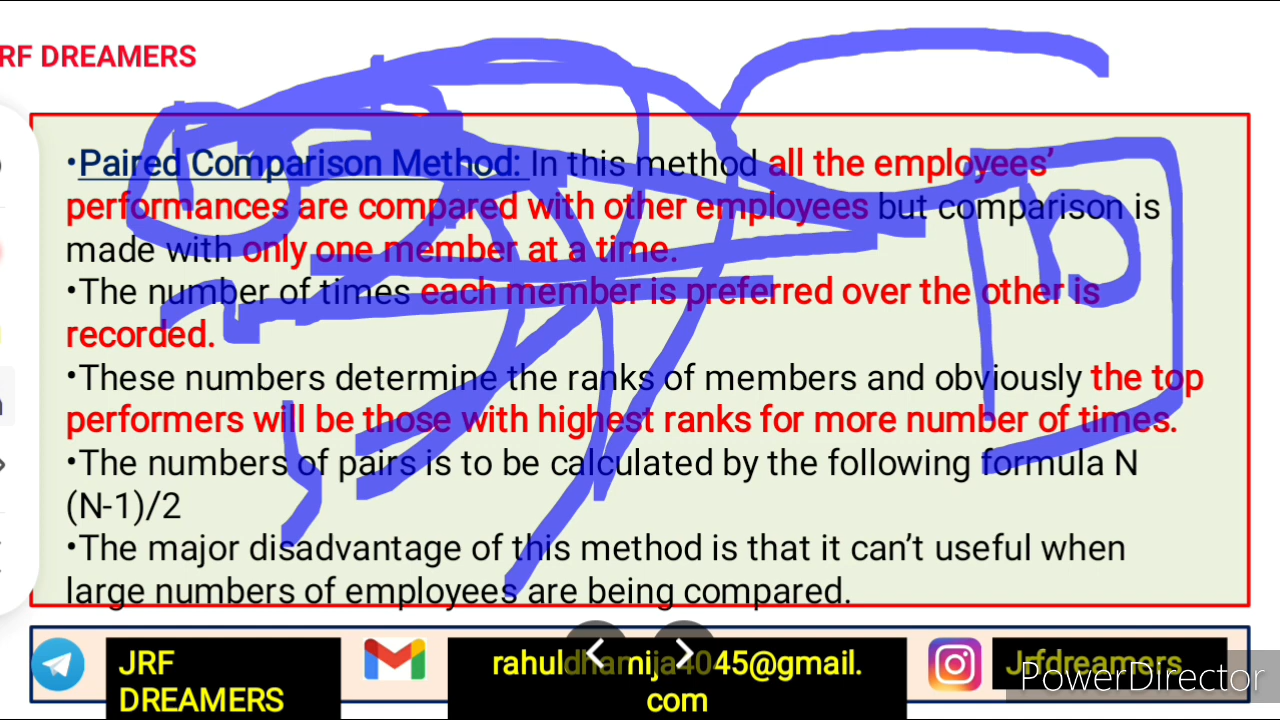 RF DREAMERS
•Paired Comparison Method: In this method all the employees’
performances are compared with other employees but comparison is
made with only one member at a time.
•The number of times each member is preferred over the other is
recorded.
•These numbers determine the ranks of members and obviously the top
performers will be those with highest ranks for more number of times.
•The numbers of pairs is to be calculated by the following formula N
(N-1)/2
•The major disadvantage of this method is that it can’t useful when
large numbers of employees are being compared.
JRF
DREAMERS
rahuldhamija4045@gmail.
com
Jrfdreamers
PowerDirector